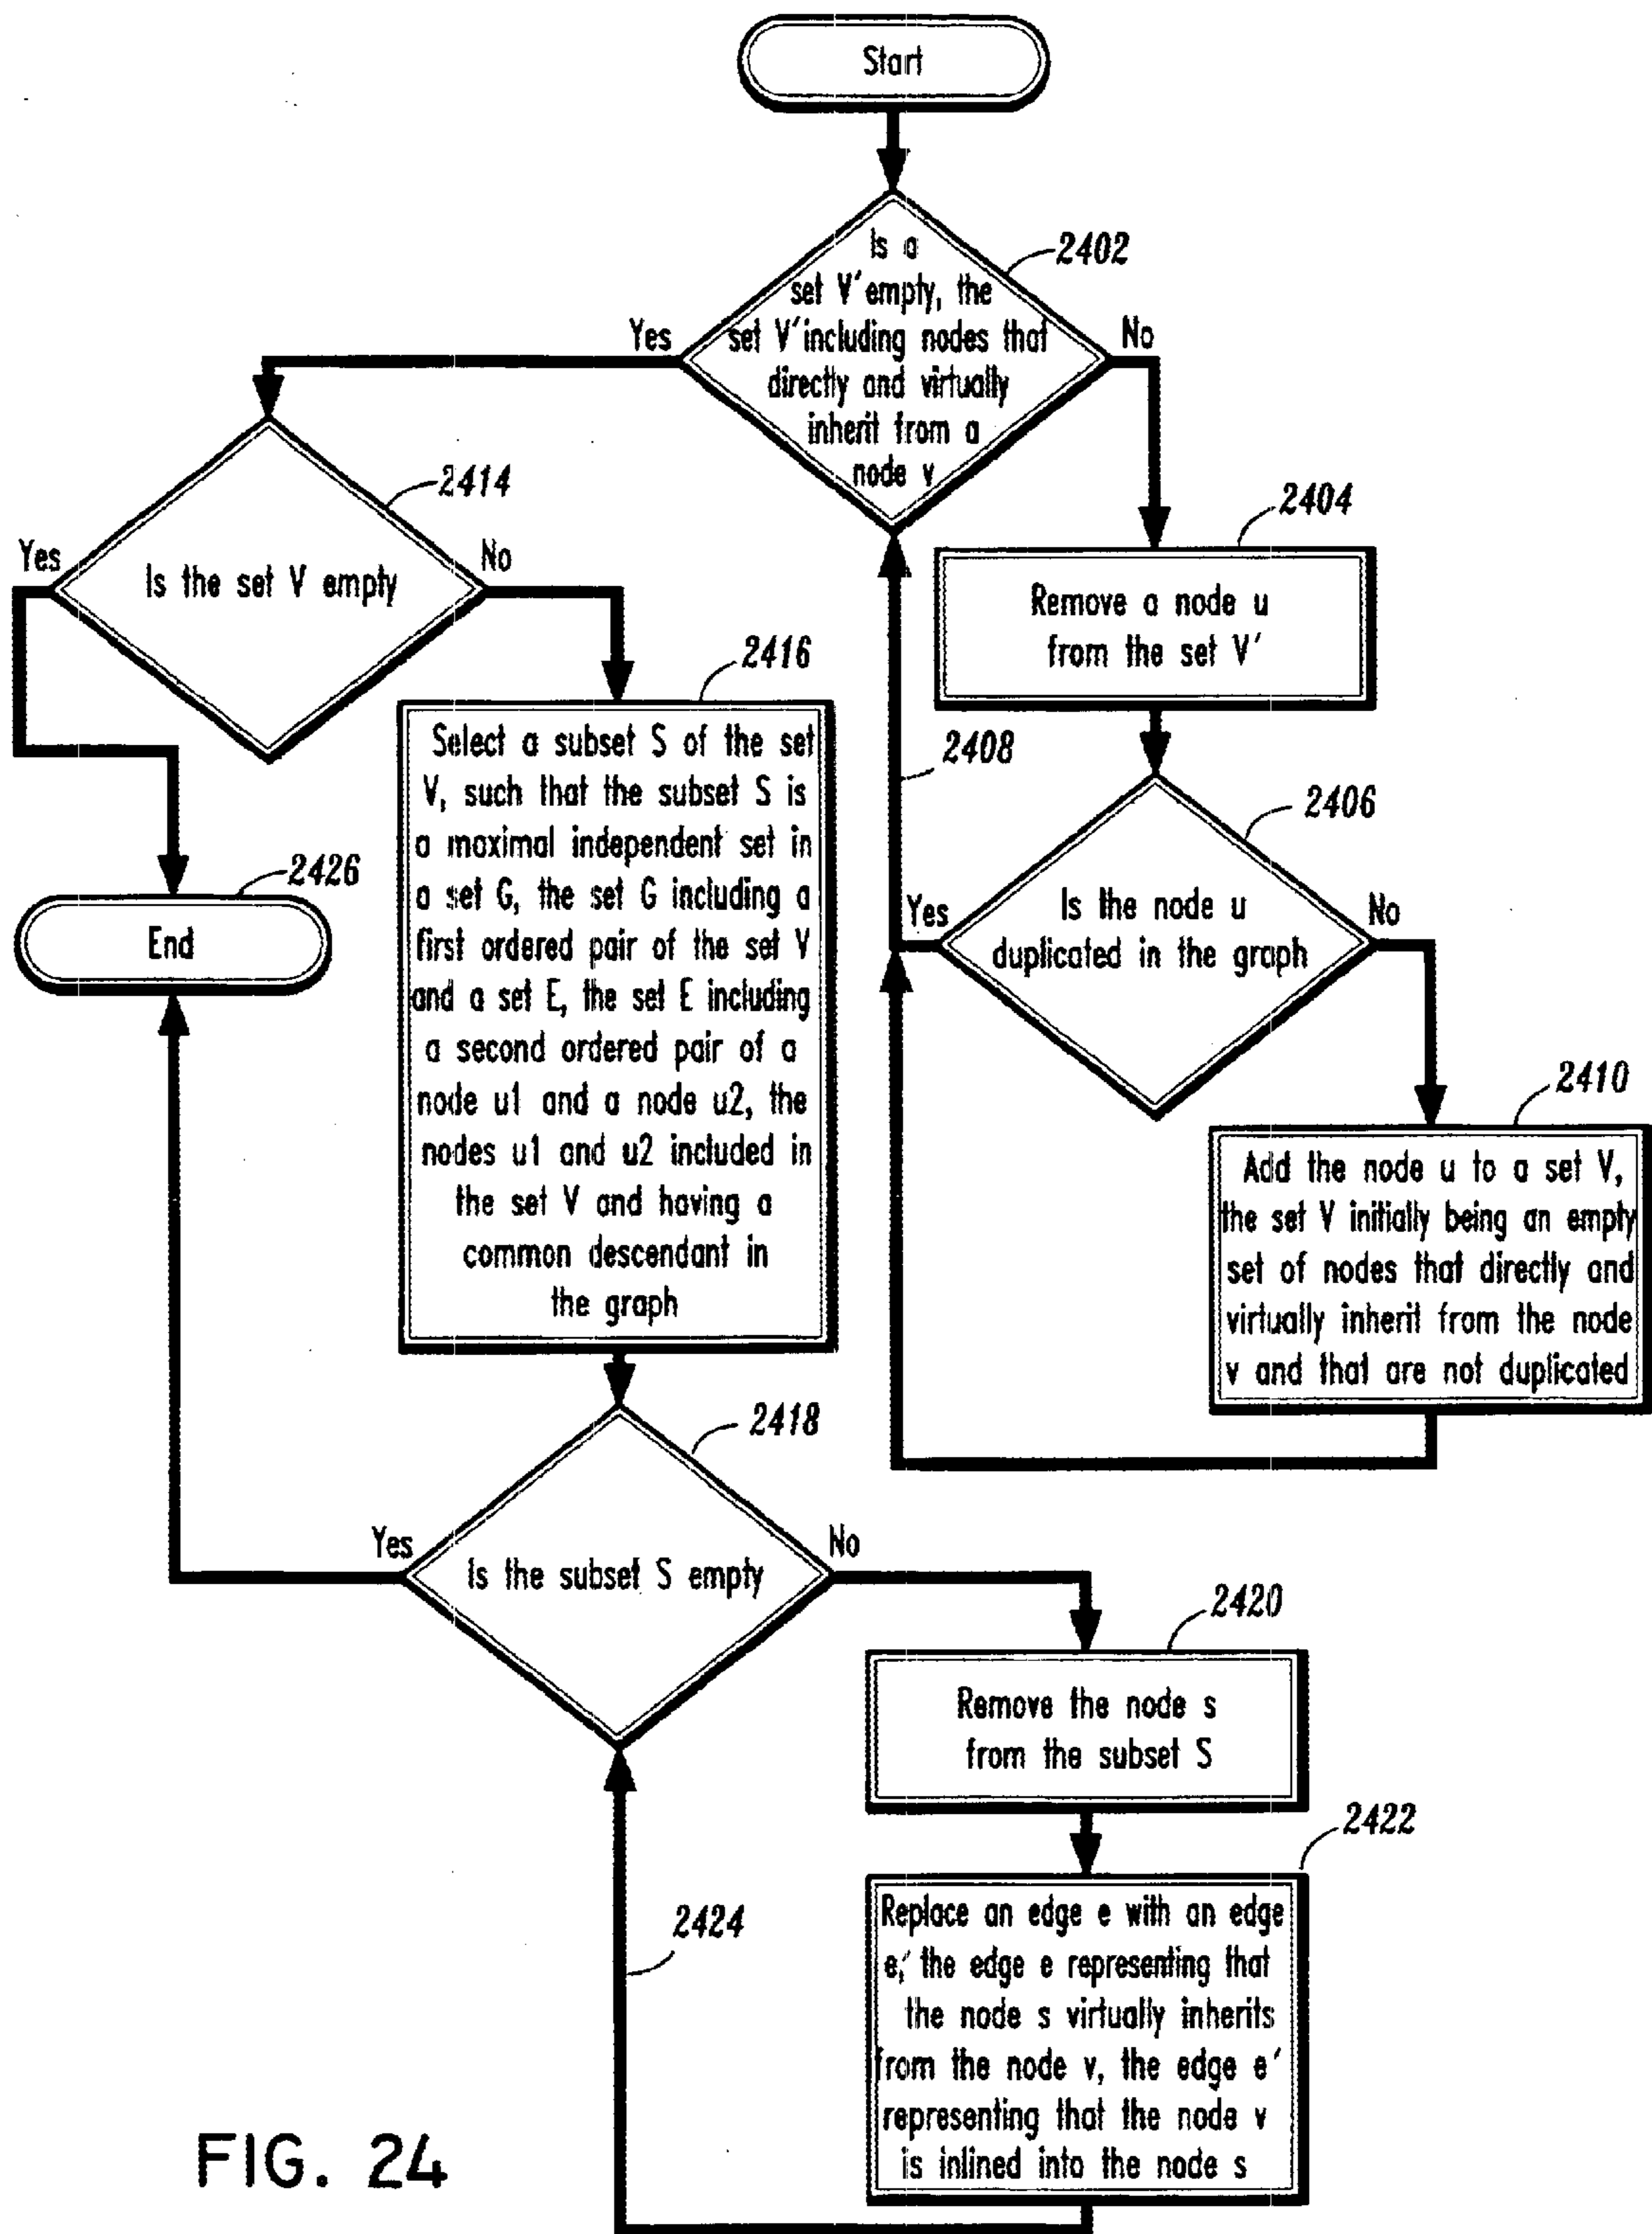 Start
2402
Is a
set V' empty, the
set V' including nodes that
directly and virtually
inherit from a
node v
Yes
No
2414
Is the set V empty
Yes
No
2404
Remove a node u
from the set V'
2416
Select a subset S of the set
V, such that the subset S is
a maximal independent set in
a set G, the set G including a
first ordered pair of the set V
and a set E, the set E including
a second ordered pair of a
node u1 and a node u2, the
nodes u1 and u2 included in
the set V and having a
common descendant in
the graph
2408
2406
Is the node u
duplicated in the graph
Yes
No
2426
End
2410
Add the node u to a set V,
the set V initially being an empty
set of nodes that directly and
virtually inherit from the node
v and that are not duplicated
2418
Is the subset S empty
Yes
No
2420
Remove the node s
from the subset S
2422
Replace an edge e with an edge
e,' the edge e representing that
the node s virtually inherits
from the node v, the edge e'
representing that the node v
is inlined into the node s
2424
FIG. 24